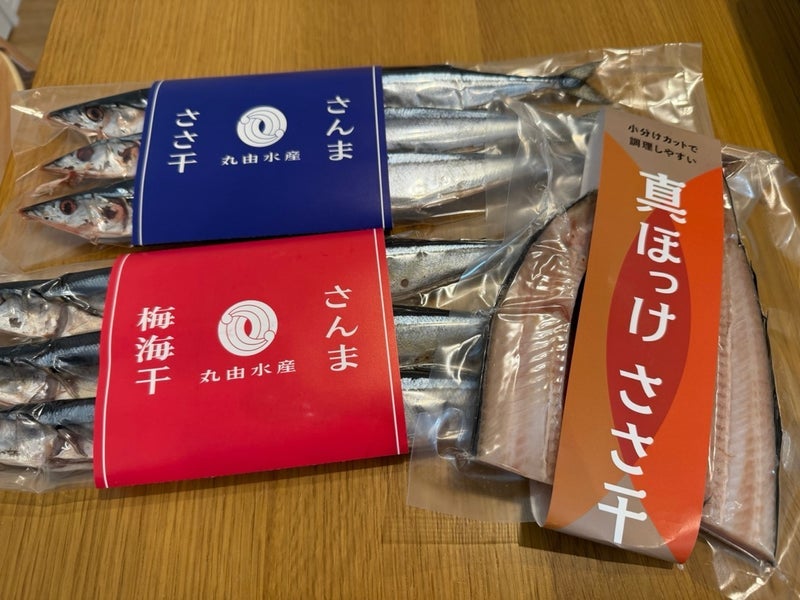 さんま
ささ干
丸由水産
さんま
梅海干
丸由水産
小分けカットで
調理しやすい
真ほっけ ささ干